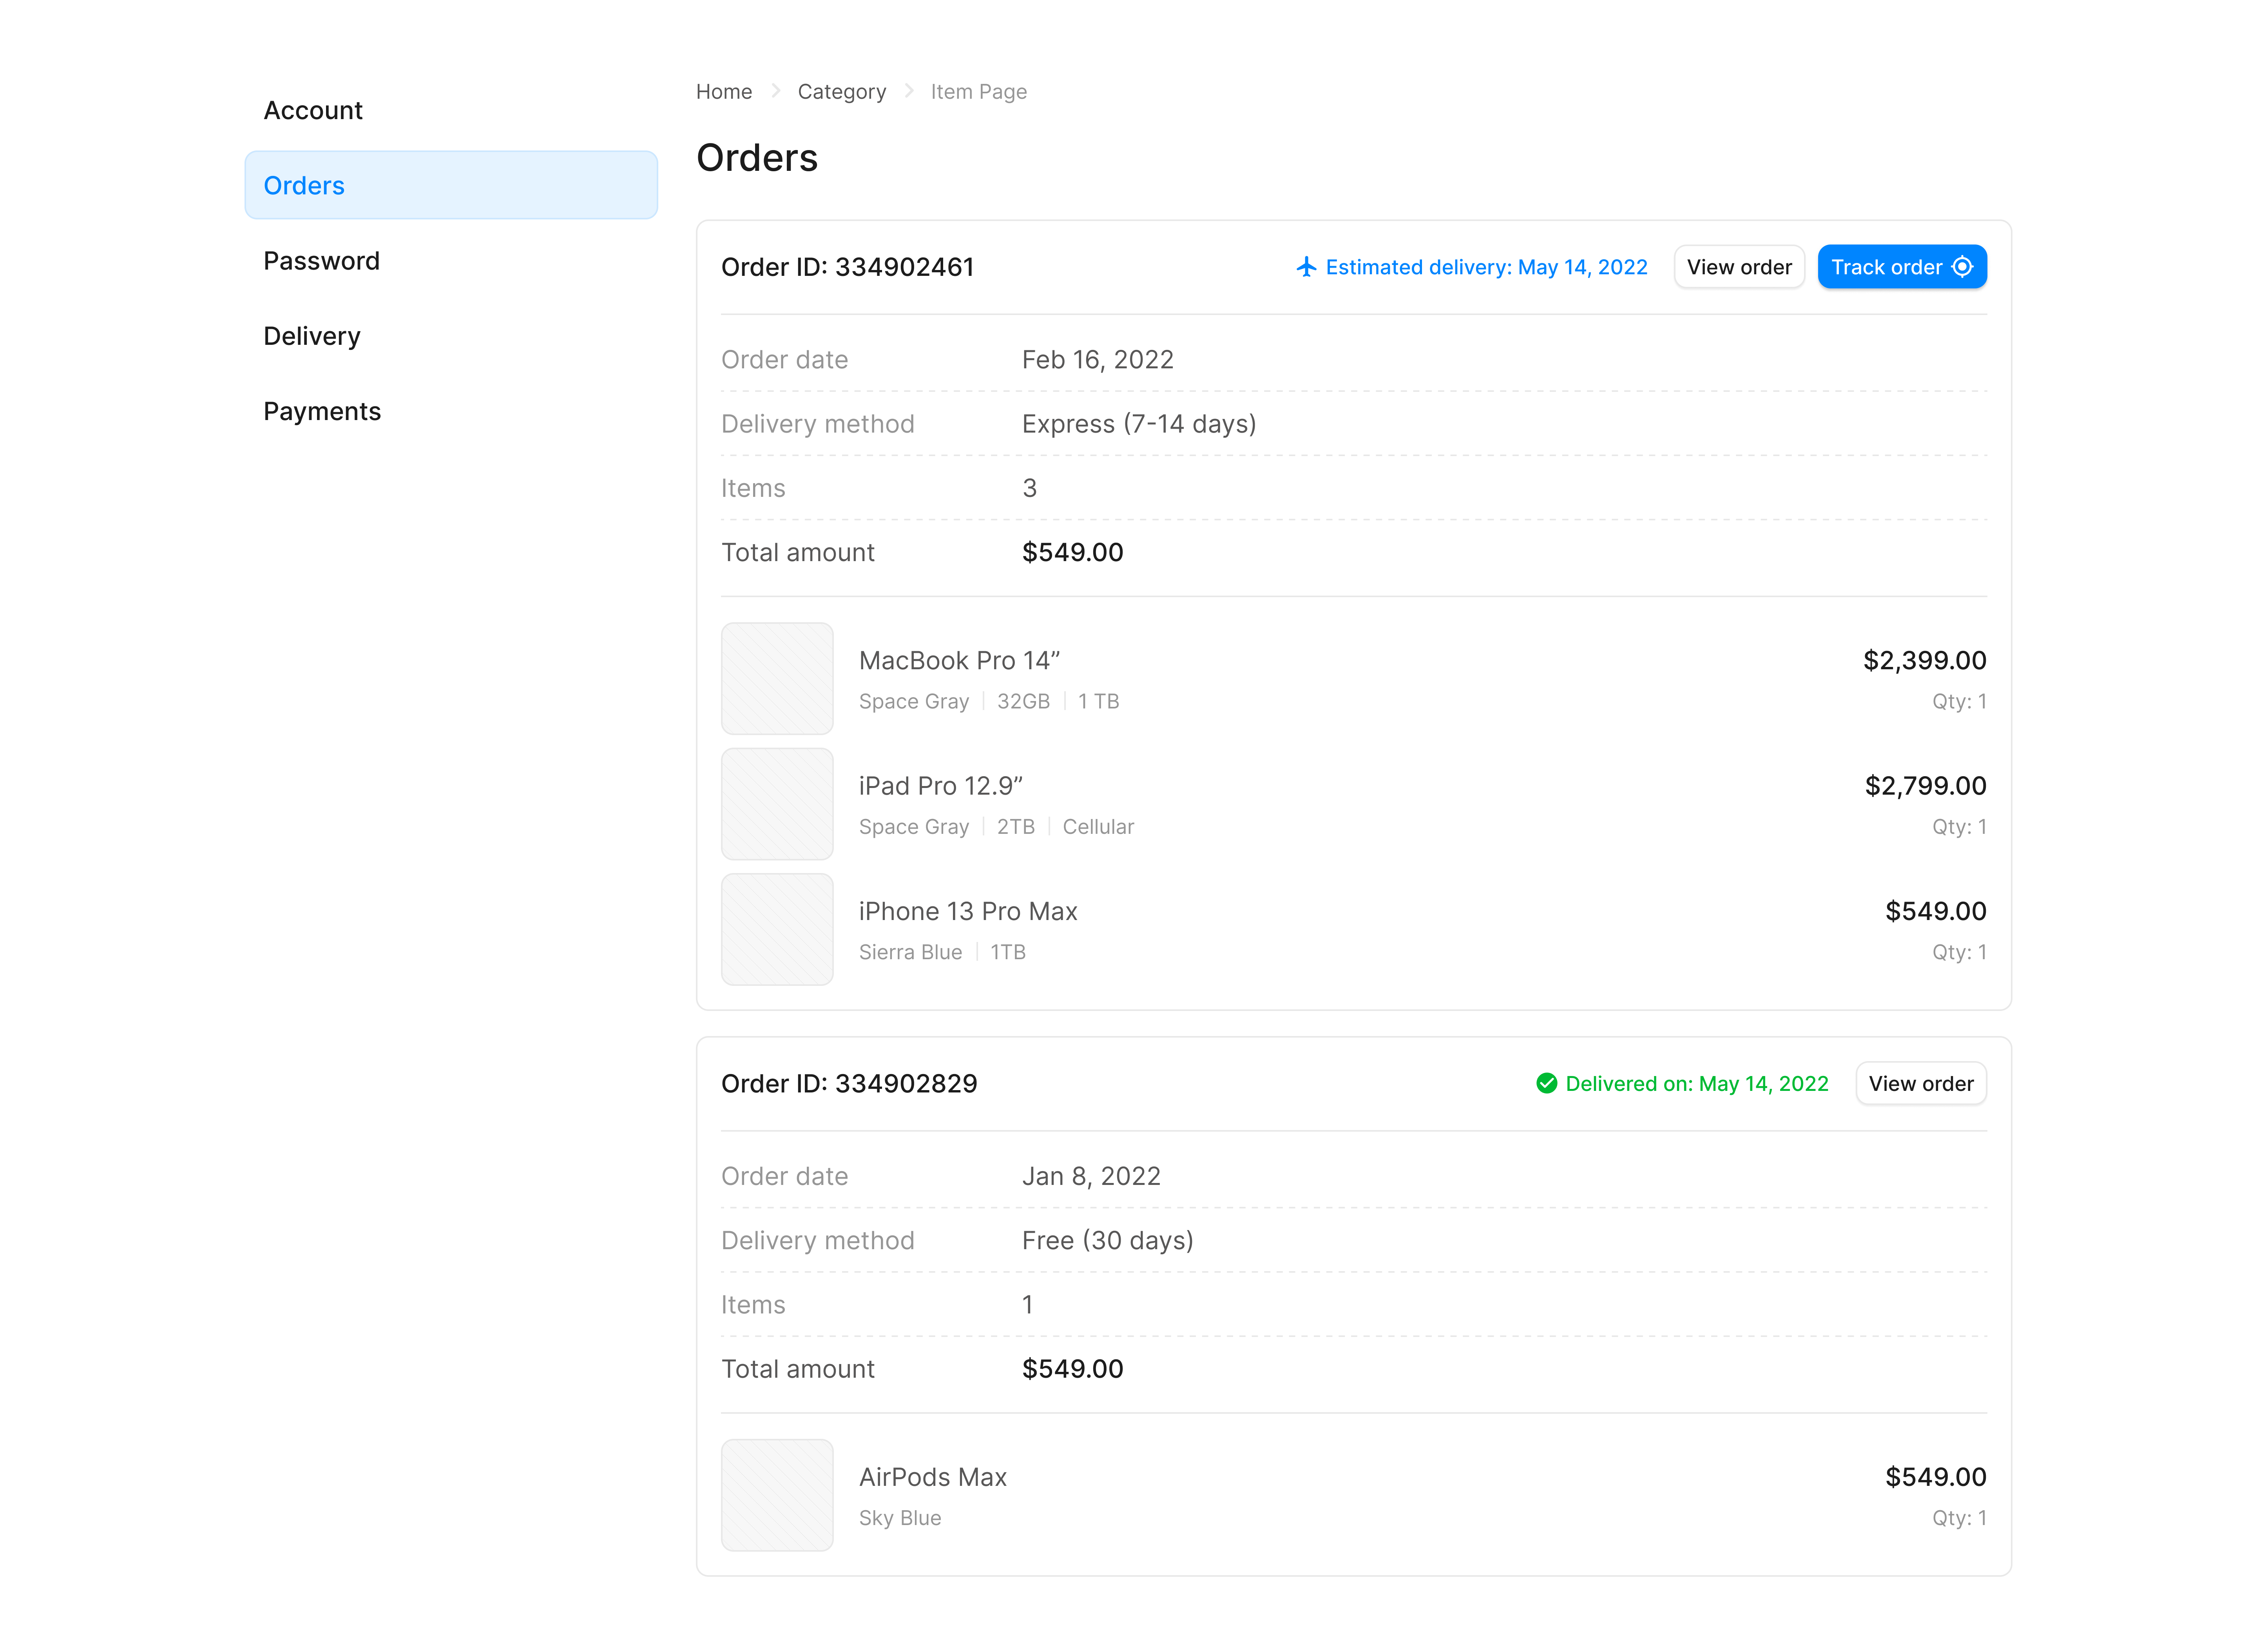 Account
Orders
Password
Delivery
Payments
Home Category Item Page
Orders
Order ID: 334902461 Estimated delivery: May 14, 2022 View order Track order
Order date Feb 16, 2022
Delivery method Express (7-14 days)
Items 3
Total amount $549.00
MacBook Pro 14” $2,399.00
Space Gray 32GB 1 TB Qty: 1
iPad Pro 12.9” $2,799.00
Space Gray 2TB Cellular Qty: 1
iPhone 13 Pro Max $549.00
Sierra Blue 1TB Qty: 1
Order ID: 334902829 Delivered on: May 14, 2022 View order
Order date Jan 8, 2022
Delivery method Free (30 days)
Items 1
Total amount $549.00
AirPods Max $549.00
Sky Blue Qty: 1